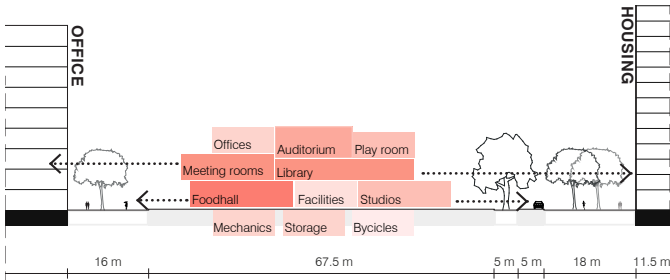 OFFICE
HOUSING
Offices
Auditorium
Play room
Meeting rooms
Library
Foodhall
Facilities
Studios
Mechanics
Storage
Bycicles
16 m
67.5 m
5 m
5 m
18 m
11.5 m